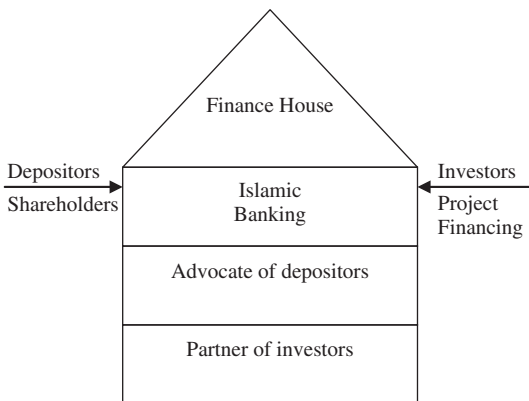 Finance House
Depositors
Shareholders
Islamic
Banking
Investors
Project
Financing
Advocate of depositors
Partner of investors